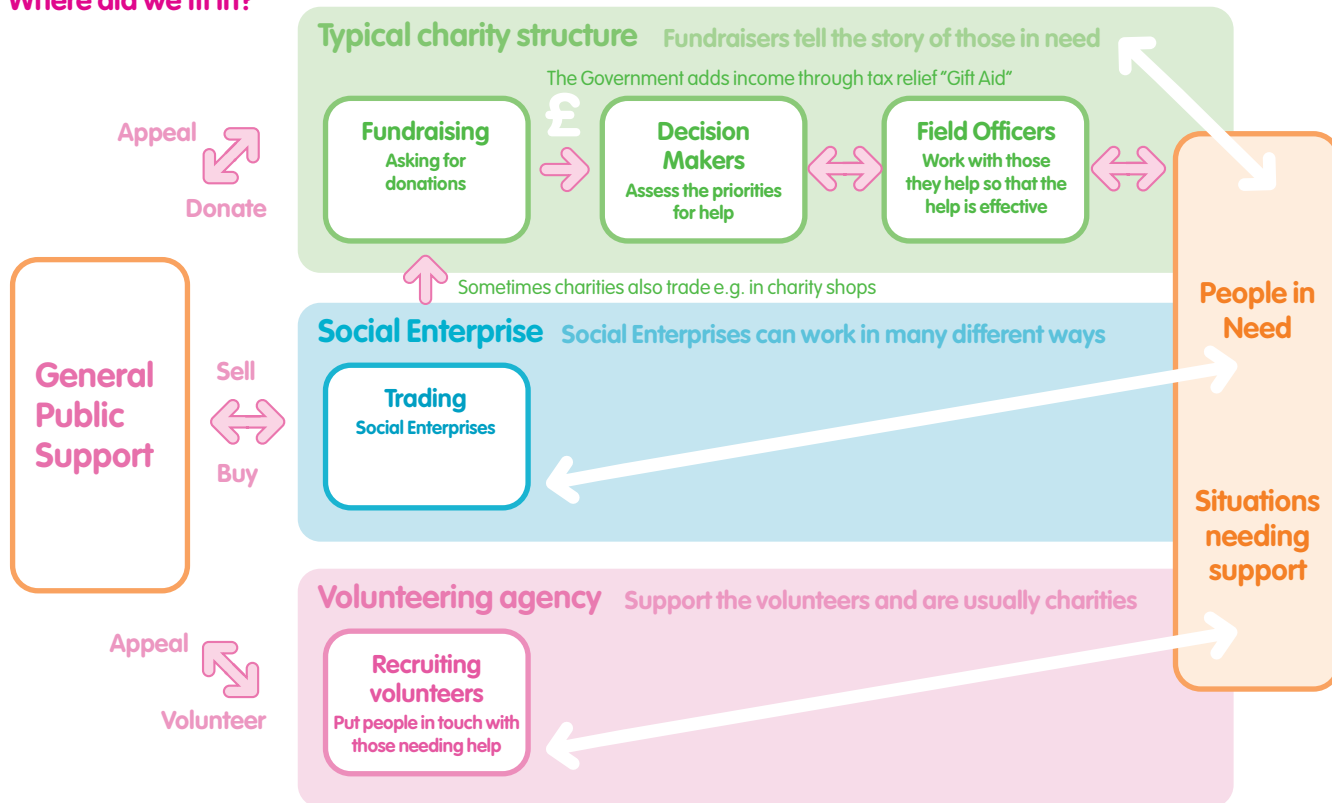 Where did we fit in?
Typical charity structure Fundraisers tell the story of those in need
The Government adds income through tax relief "Gift Aid"
Appeal
Donate
Fundraising
Asking for
donations
£
Decision
Makers
Assess the priorities
for help
Field Officers
Work with those
they help so that the
help is effective
Sometimes charities also trade e.g. in charity shops
General
Public
Support
Sell
Buy
Social Enterprise Social Enterprises can work in many different ways
Trading
Social Enterprises
People in
Need
Situations
needing
support
Appeal
Volunteer
Volunteering agency Support the volunteers and are usually charities
Recruiting
volunteers
Put people in touch with
those needing help